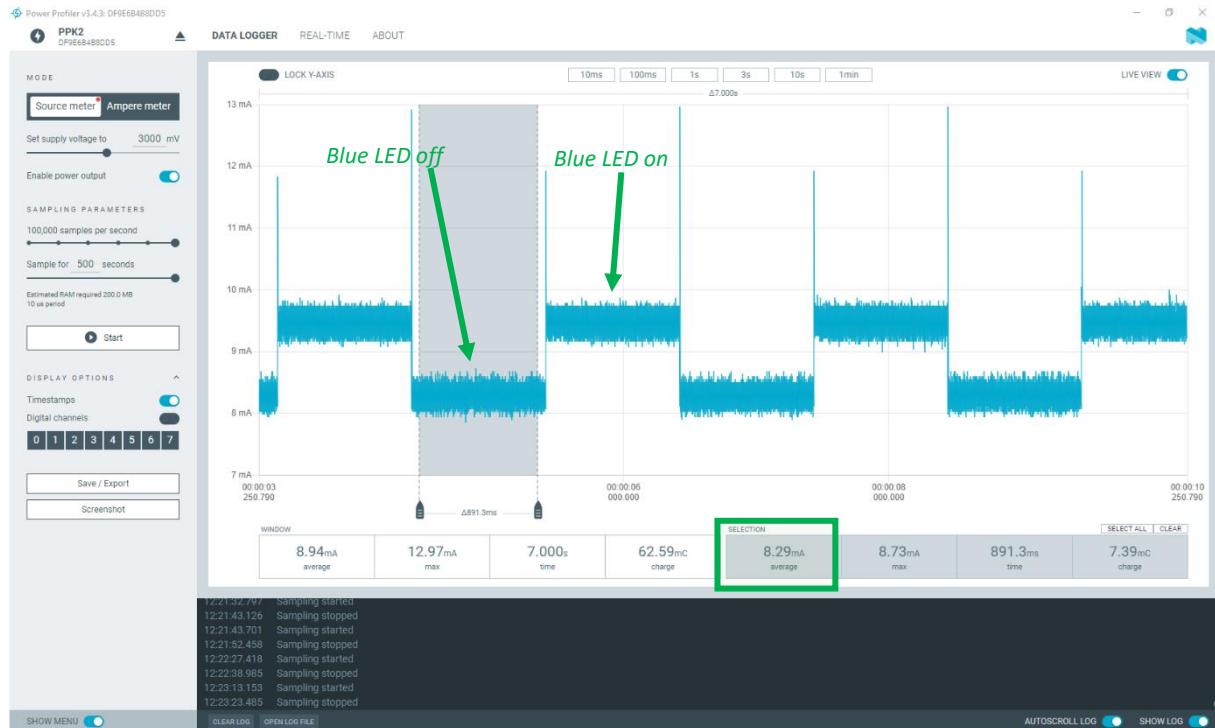 Power Profiler v3.4.3: DF9E6B4B8DD5
PPK2
DF9E6B4B8DD5
DATA LOGGER REAL-TIME ABOUT
MODE
Source meter Ampere meter
Set supply voltage to 3000 mV
Enable power output
SAMPLING PARAMETERS
100,000 samples per second
Sample for 500 seconds
Estimated RAM required 200.0 MB
10 us period
Start
DISPLAY OPTIONS
Timestamps
Digital channels
0 1 2 3 4 5 6 7
Save / Export
Screenshot
SHOW MENU
LOCK Y-AXIS 10ms 100ms 1s 3s 10s 1min LIVE VIEW
Δ7.000s
13 mA
12 mA
11 mA
10 mA
9 mA
8 mA
7 mA
Blue LED off Blue LED on
00:00:03 00:00:06 00:00:08 00:00:10
250.790 000.000 000.000 250.790
Δ891.3ms
WINDOW SELECTION SELECT ALL CLEAR
8.94mA 12.97mA 7.000s 62.59mC 8.29mA 8.73mA 891.3ms 7.39mC
average max time charge average max time charge
12:21:32.797 Sampling started
12:21:43.126 Sampling stopped
12:21:43.701 Sampling started
12:21:52.458 Sampling stopped
12:22:27.418 Sampling started
12:22:38.985 Sampling stopped
12:23:13.153 Sampling started
12:23:23.485 Sampling stopped
CLEAR LOG OPEN LOG FILE AUTOSCROLL LOG SHOW LOG